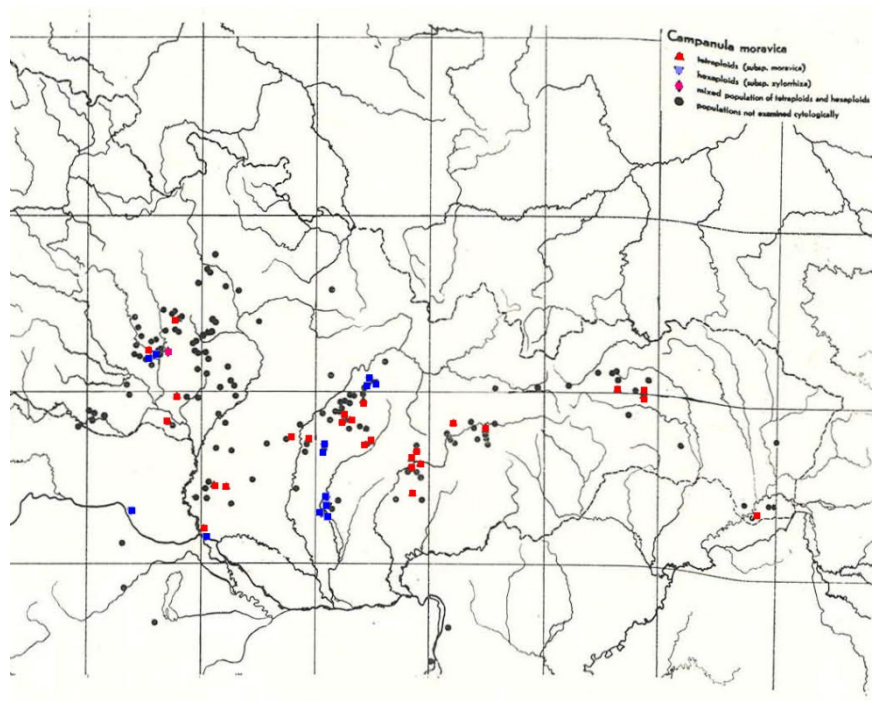 Campanula moravica
tetraploids (subsp. moravica)
hexaploids (subsp. xylorrhiza)
mixed population of tetraploids and hexaploids
populations not examined cytologically